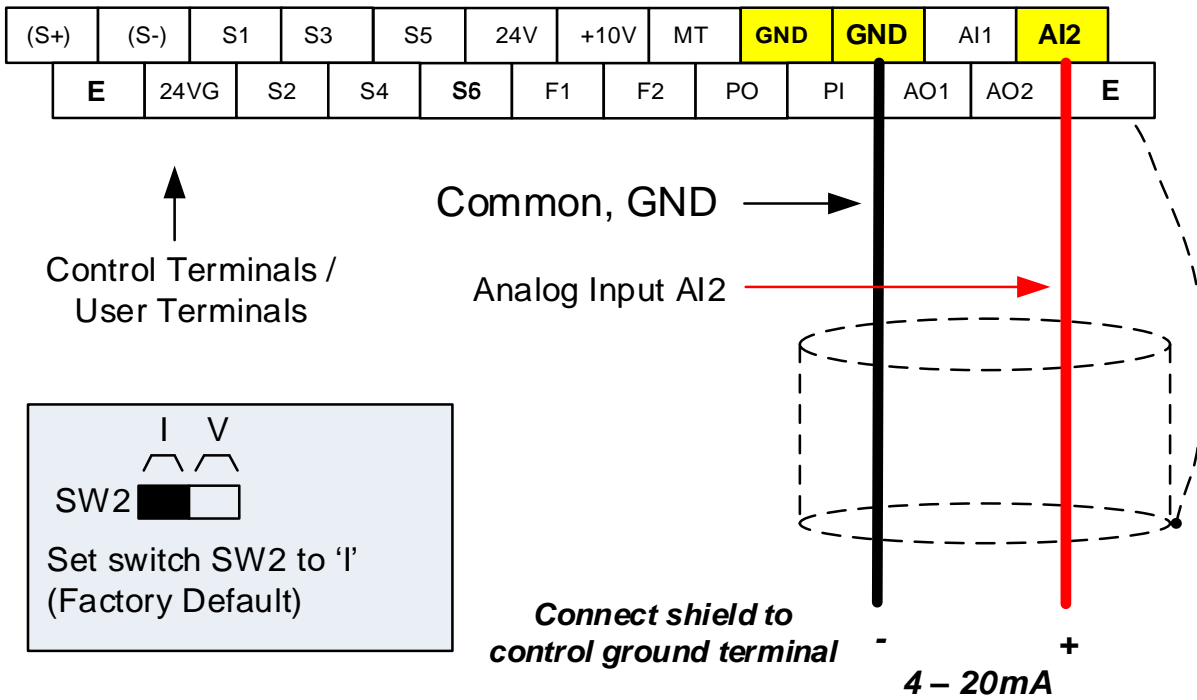 (S+) (S-) S1 S3 S5 24V +10V MT GND GND AI1 AI2
E 24VG S2 S4 S6 F1 F2 PO PI AO1 AO2 E
Common, GND
Control Terminals /
User Terminals
Analog Input AI2
I V
SW2
Set switch SW2 to ‘I’
(Factory Default)
Connect shield to
control ground terminal
- +
4 – 20mA